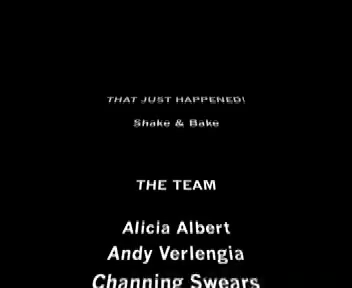 THAT JUST HAPPENED!
Shake & Bake
THE TEAM
Alicia Albert
Andy Verlengia
Channing Swears